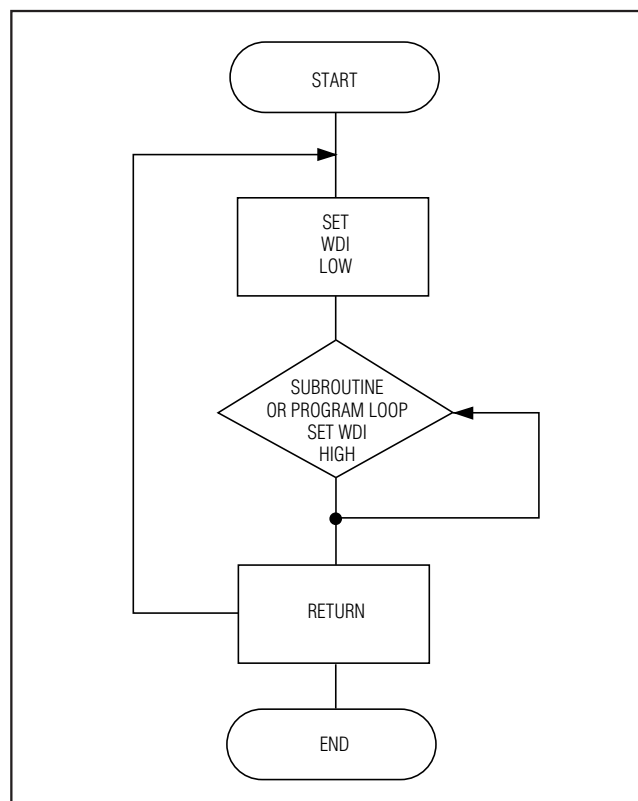 START
SET
WDI
LOW
SUBROUTINE
OR PROGRAM LOOP
SET WDI
HIGH
RETURN
END